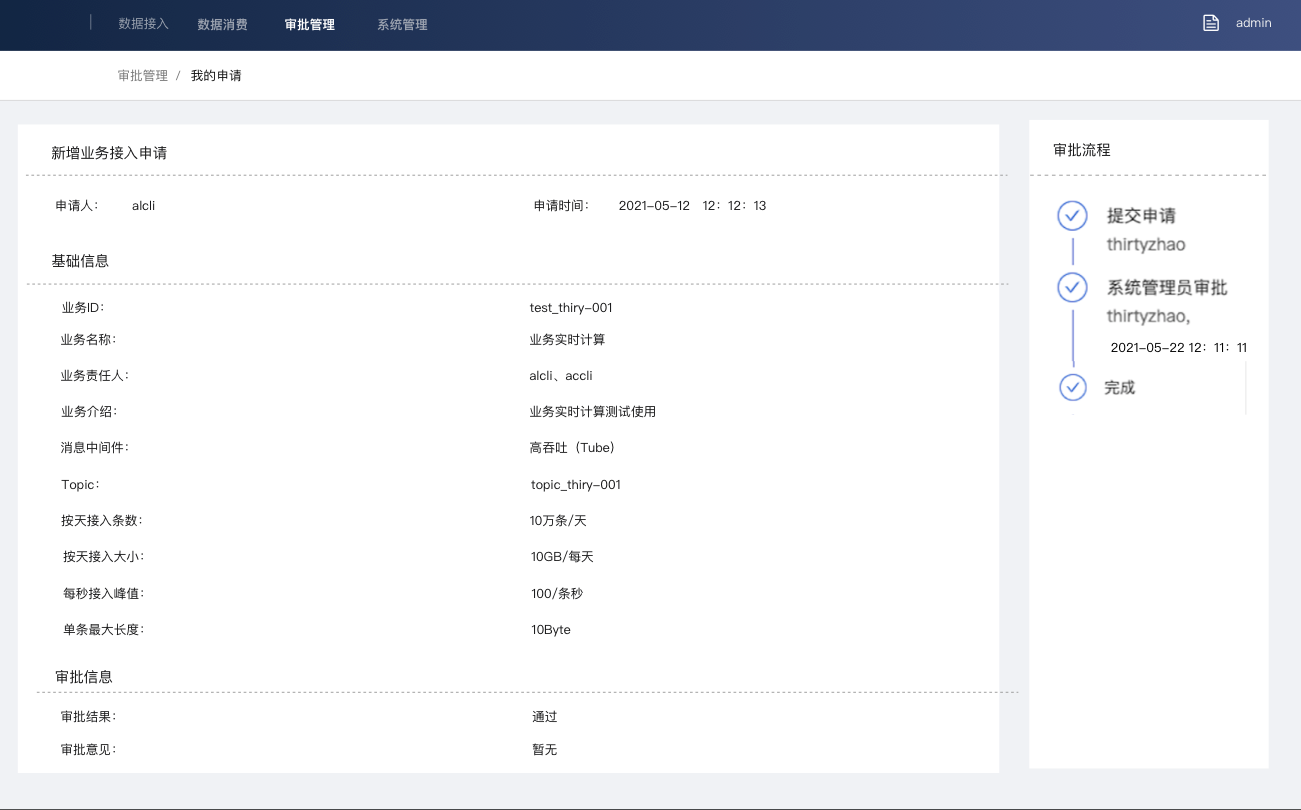 数据接入 数据消费 审批管理 系统管理 admin
审批管理 / 我的申请
新增业务接入申请
申请人： alcli 申请时间： 2021-05-12 12：12：13
基础信息
业务ID： test_thiry-001
业务名称： 业务实时计算
业务责任人： alcli、accli
业务介绍： 业务实时计算测试使用
消息中间件： 高吞吐（Tube）
Topic： topic_thiry-001
按天接入条数： 10万条/天
按天接入大小： 10GB/每天
每秒接入峰值： 100/条秒
单条最大长度： 10Byte
审批信息
审批结果： 通过
审批意见： 暂无
审批流程
提交申请
thirtyzhao
系统管理员审批
thirtyzhao,
2021-05-22 12：11：11
完成